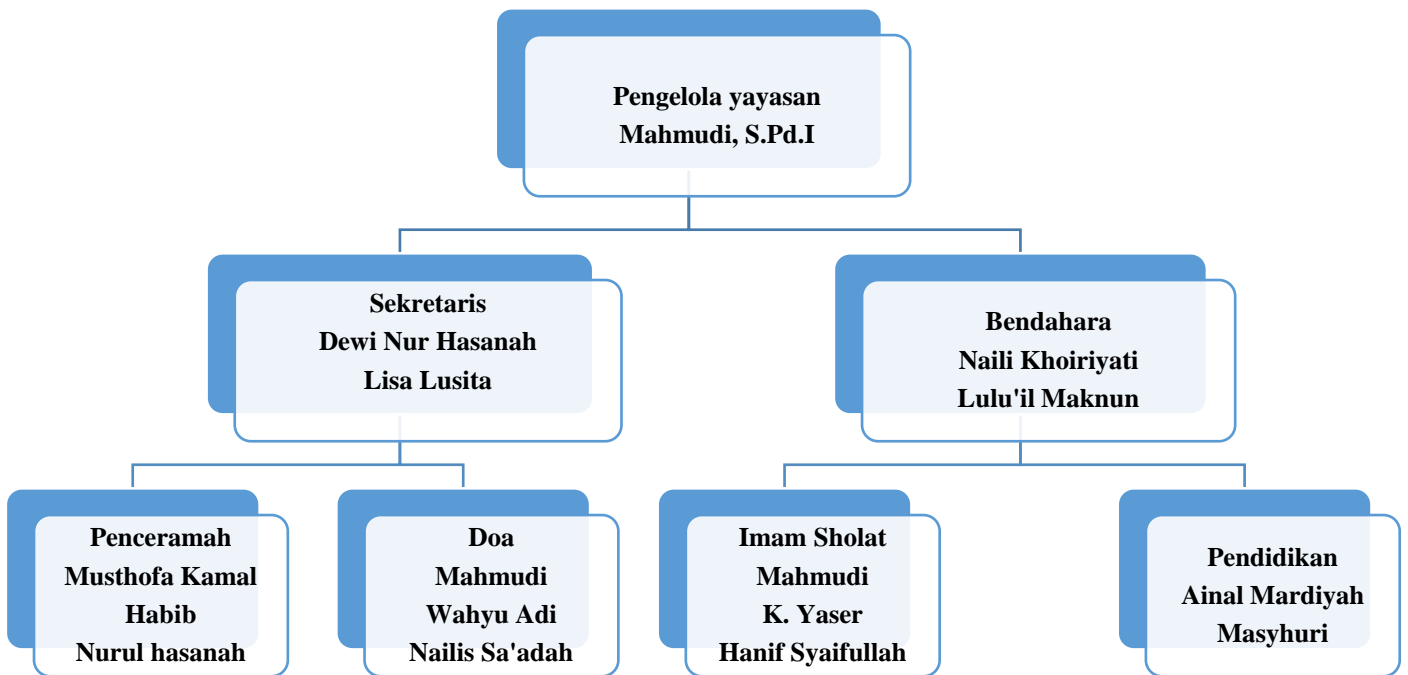 Pengelola yayasan
Mahmudi, S.Pd.I
Sekretaris
Dewi Nur Hasanah
Lisa Lusita
Bendahara
Naili Khoiriyati
Lulu'il Maknun
Penceramah
Musthofa Kamal
Habib
Nurul hasanah
Doa
Mahmudi
Wahyu Adi
Nailis Sa'adah
Imam Sholat
Mahmudi
K. Yaser
Hanif Syaifullah
Pendidikan
Ainal Mardiyah
Masyhuri